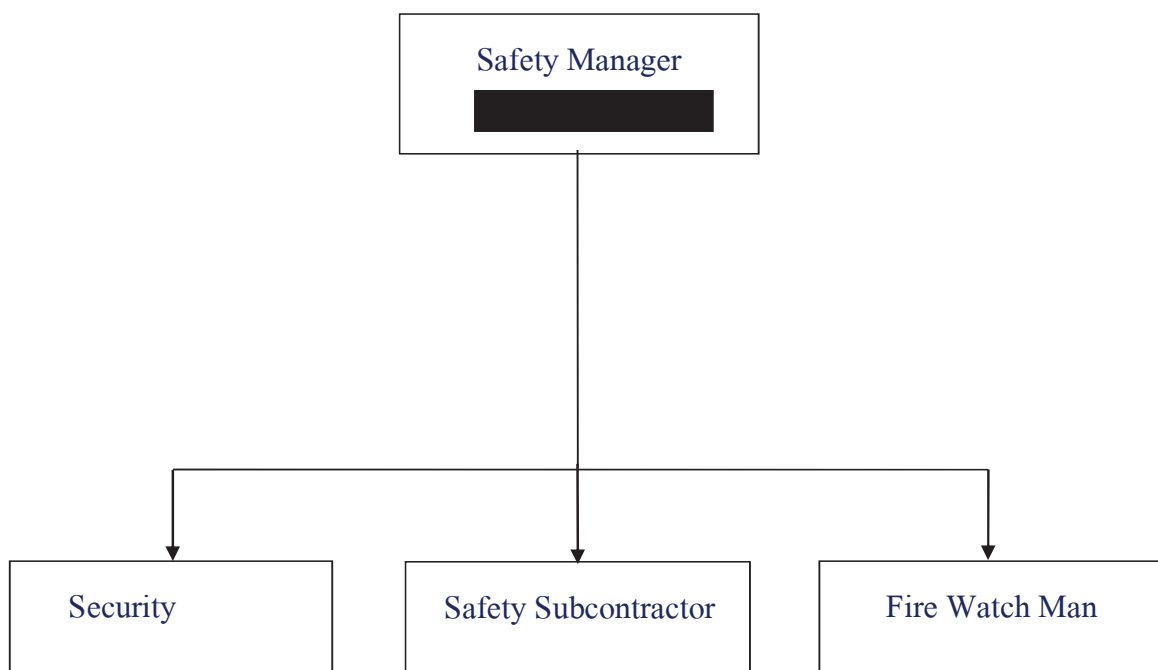 Safety Manager
Security
Safety Subcontractor
Fire Watch Man